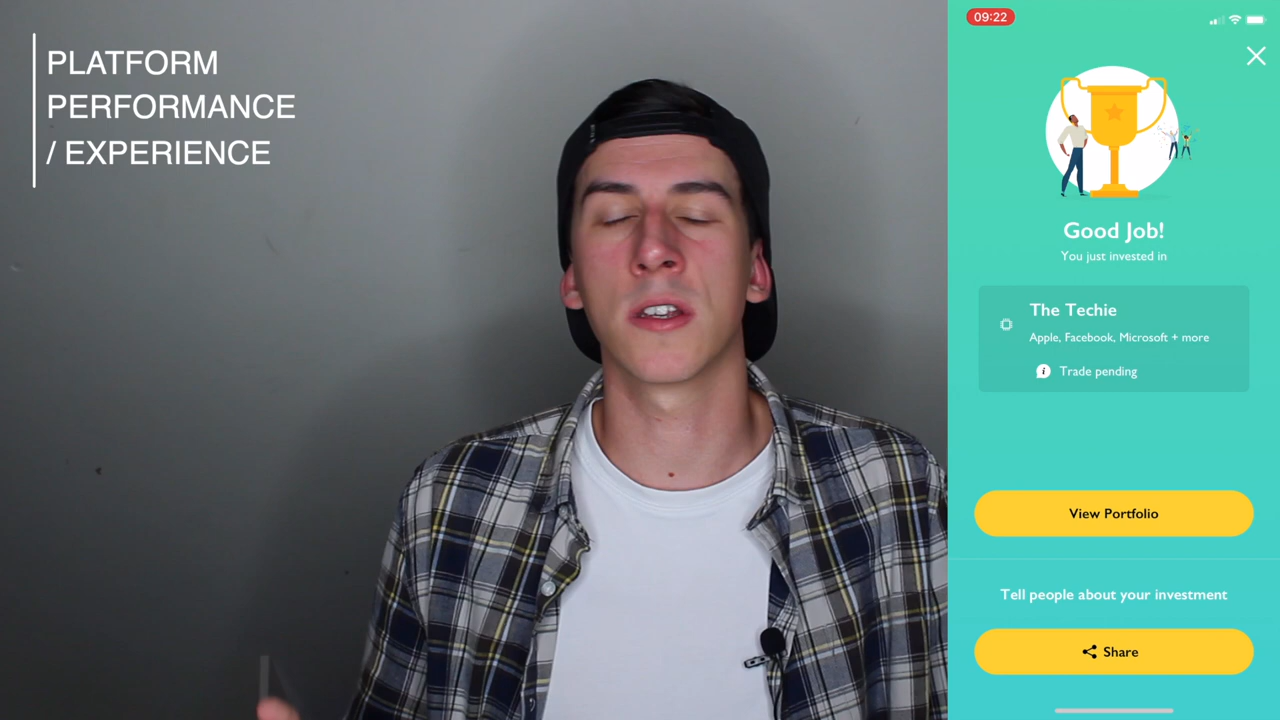 PLATFORM
PERFORMANCE
/ EXPERIENCE
09:22
Good Job!
You just invested in
The Techie
Apple, Facebook, Microsoft + more
Trade pending
View Portfolio
Tell people about your investment
Share